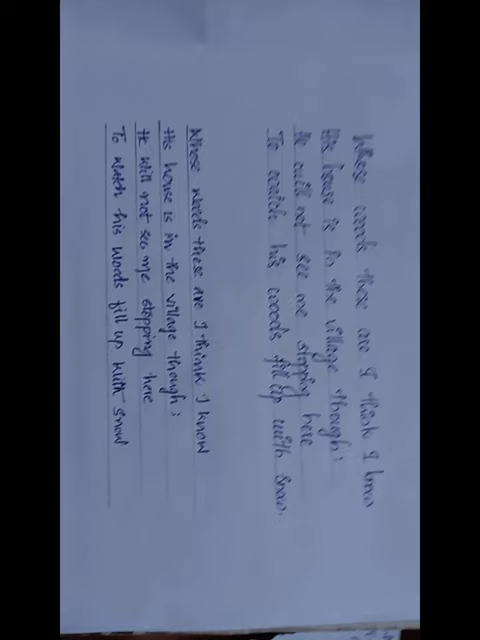 Whose woods these are I think I know
His house is in the village though;
He will not see me stopping here
To watch his woods fill up with snow.
Whose woods these are I think I know
His house is in the village though;
He will not see me stopping here
To watch his woods fill up with snow